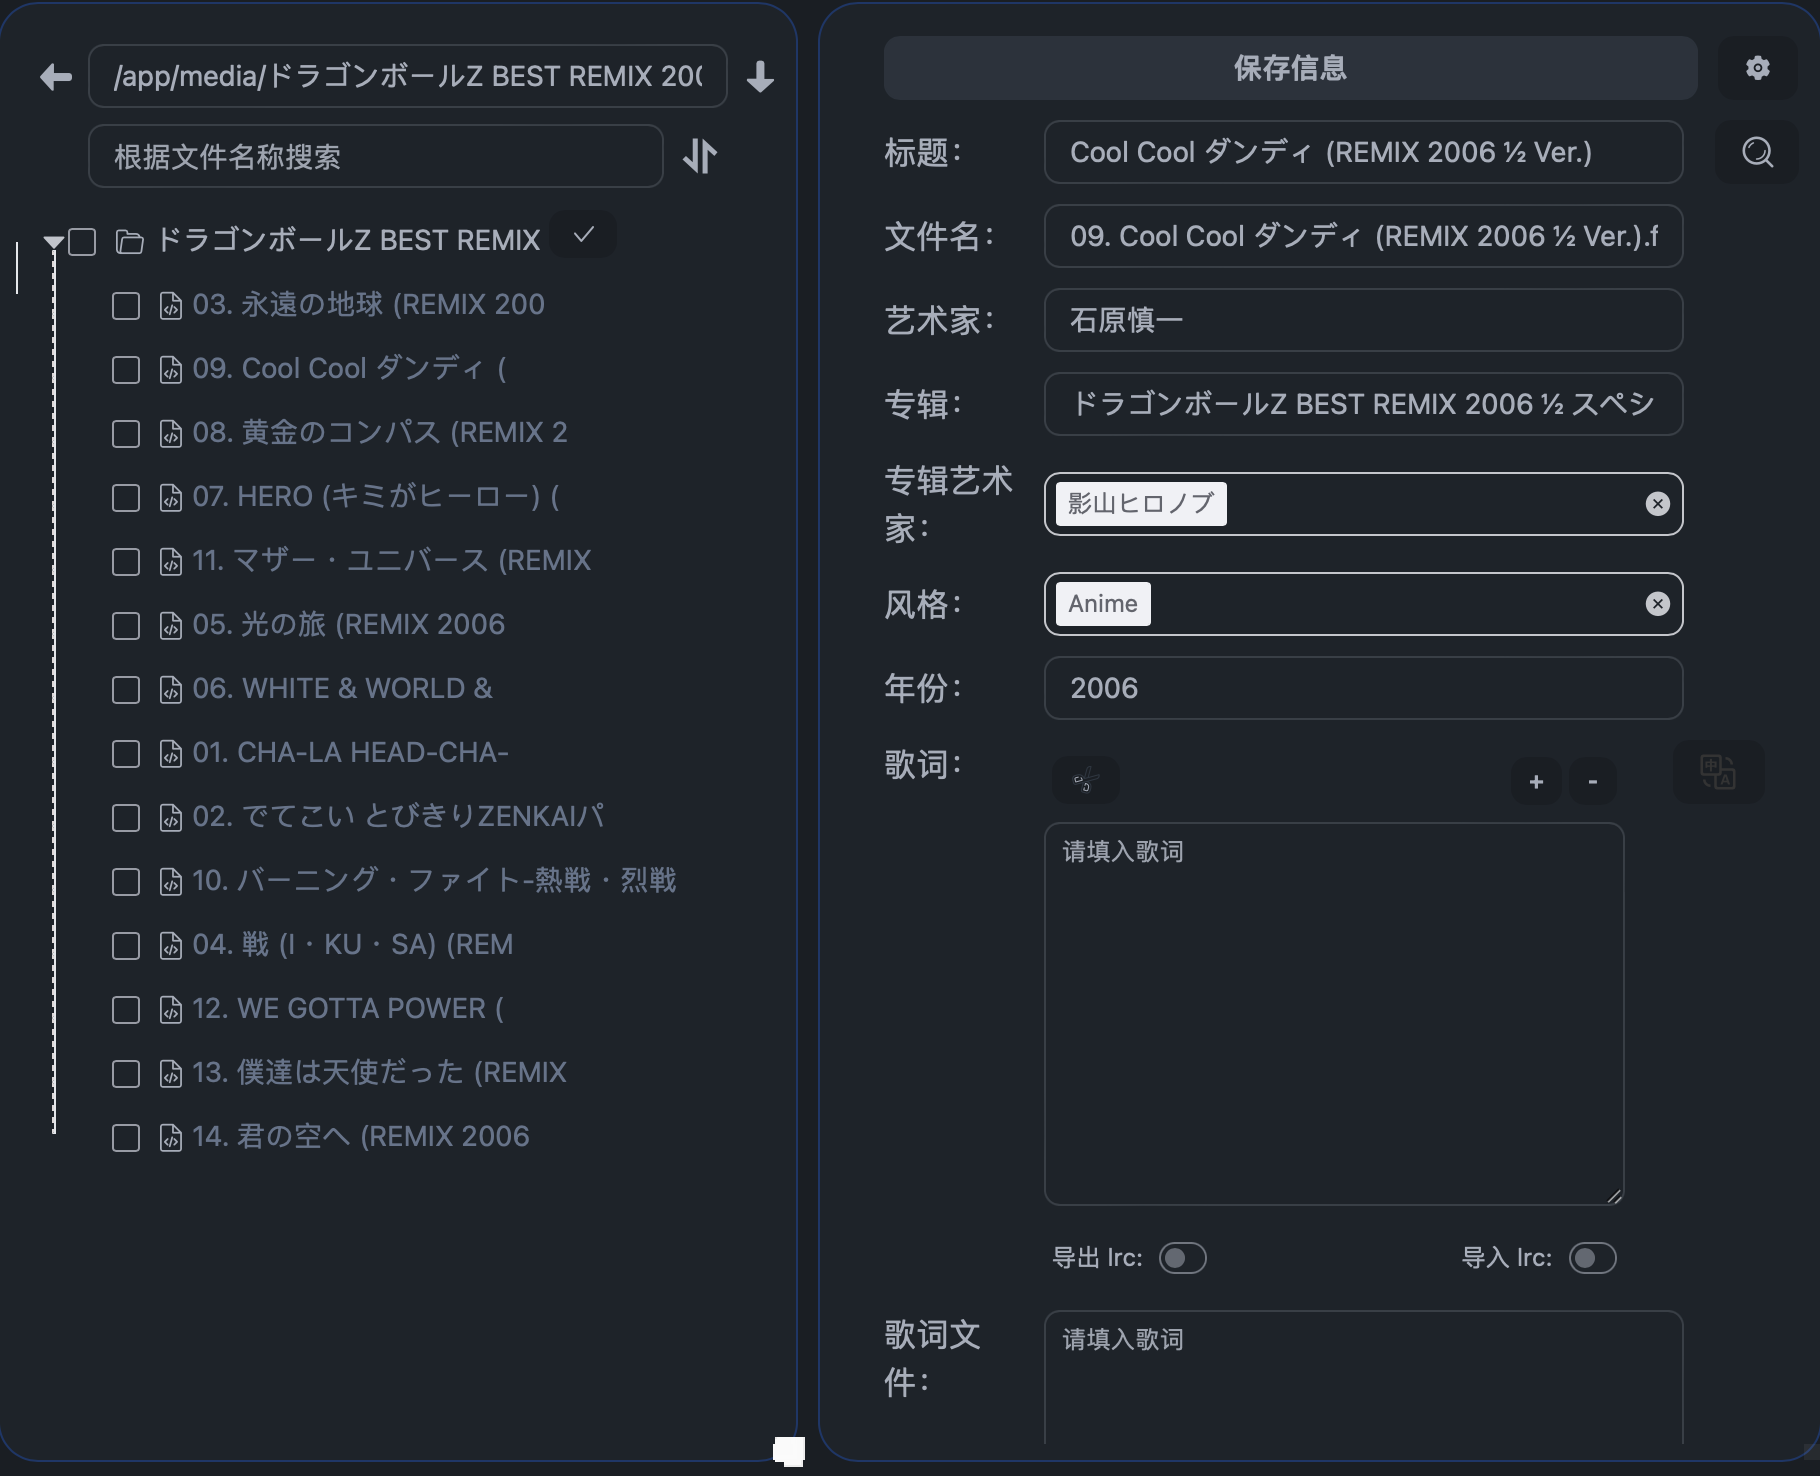 /app/media/ドラゴンボールZ BEST REMIX 200
根据文件名称搜索
ドラゴンボールZ BEST REMIX
03. 永遠の地球 (REMIX 200
09. Cool Cool ダンディ (
08. 黄金のコンパス (REMIX 2
07. HERO (キミがヒーロー) (
11. マザー・ユニバース (REMIX
05. 光の旅 (REMIX 2006
06. WHITE & WORLD &
01. CHA-LA HEAD-CHA-
02. でてこい とびきりZENKAIパ
10. バーニング・ファイト-熱戦・烈戦
04. 戦 (I・KU・SA) (REM
12. WE GOTTA POWER (
13. 僕達は天使だった (REMIX
14. 君の空へ (REMIX 2006
保存信息
标题：
Cool Cool ダンディ (REMIX 2006 ½ Ver.)
文件名：
09. Cool Cool ダンディ (REMIX 2006 ½ Ver.).f
艺术家：
石原慎一
专辑：
ドラゴンボールZ BEST REMIX 2006 ½ スペシ
专辑艺术
家：
影山ヒロノブ
风格：
Anime
年份：
2006
歌词：
+
-
中
A
请填入歌词
导出 lrc:
导入 lrc:
歌词文
件：
请填入歌词